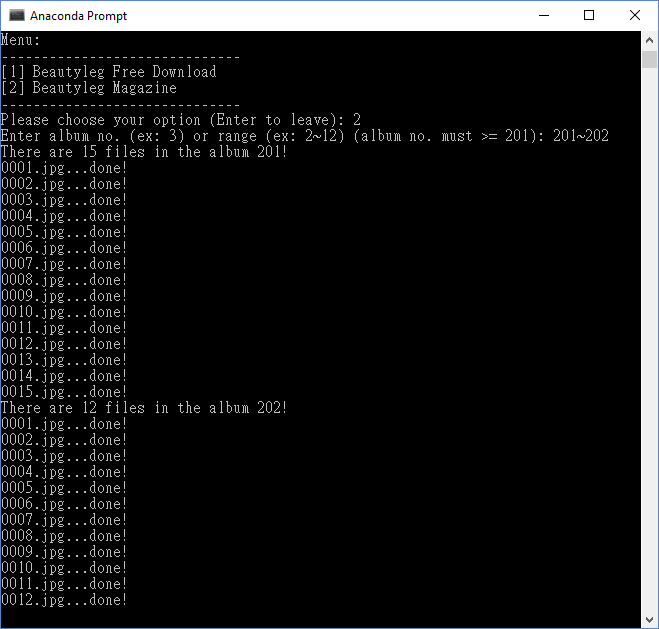 Anaconda Prompt
Menu:
------------------------------
[1] Beautyleg Free Download
[2] Beautyleg Magazine
------------------------------
Please choose your option (Enter to leave): 2
Enter album no. (ex: 3) or range (ex: 2~12) (album no. must >= 201): 201~202
There are 15 files in the album 201!
0001.jpg...done!
0002.jpg...done!
0003.jpg...done!
0004.jpg...done!
0005.jpg...done!
0006.jpg...done!
0007.jpg...done!
0008.jpg...done!
0009.jpg...done!
0010.jpg...done!
0011.jpg...done!
0012.jpg...done!
0013.jpg...done!
0014.jpg...done!
0015.jpg...done!
There are 12 files in the album 202!
0001.jpg...done!
0002.jpg...done!
0003.jpg...done!
0004.jpg...done!
0005.jpg...done!
0006.jpg...done!
0007.jpg...done!
0008.jpg...done!
0009.jpg...done!
0010.jpg...done!
0011.jpg...done!
0012.jpg...done!